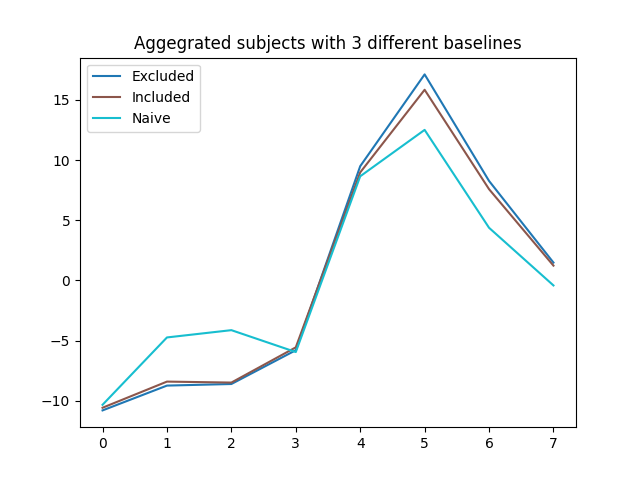 Aggegrated subjects with 3 different baselines
Excluded
Included
Naive
15
10
5
0
−5
−10
0 1 2 3 4 5 6 7